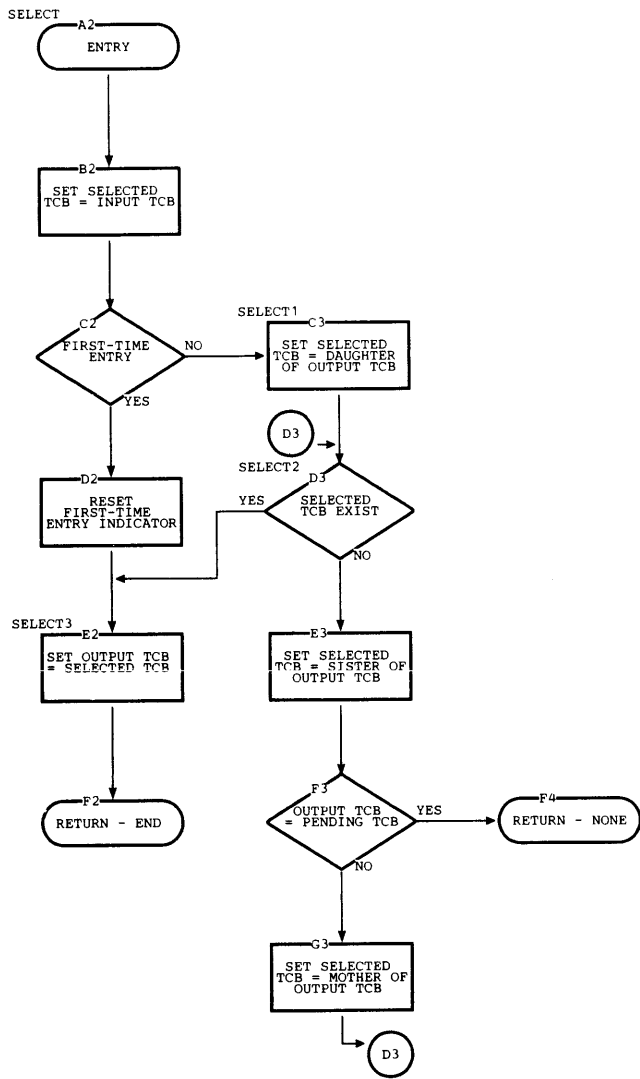 SELECT
A2
ENTRY
B2
SET SELECTED
TCB = INPUT TCB
C2
FIRST-TIME
ENTRY
NO
YES
SELECT1
C3
SET SELECTED
TCB = DAUGHTER
OF OUTPUT TCB
D3
SELECT2
D3
SELECTED
TCB EXIST
YES
NO
D2
RESET
FIRST-TIME
ENTRY INDICATOR
SELECT3
E2
SET OUTPUT TCB
= SELECTED TCB
E3
SET SELECTED
TCB = SISTER OF
OUTPUT TCB
F2
RETURN - END
F3
OUTPUT TCB
= PENDING TCB
YES
NO
F4
RETURN - NONE
G3
SET SELECTED
TCB = MOTHER OF
OUTPUT TCB
D3